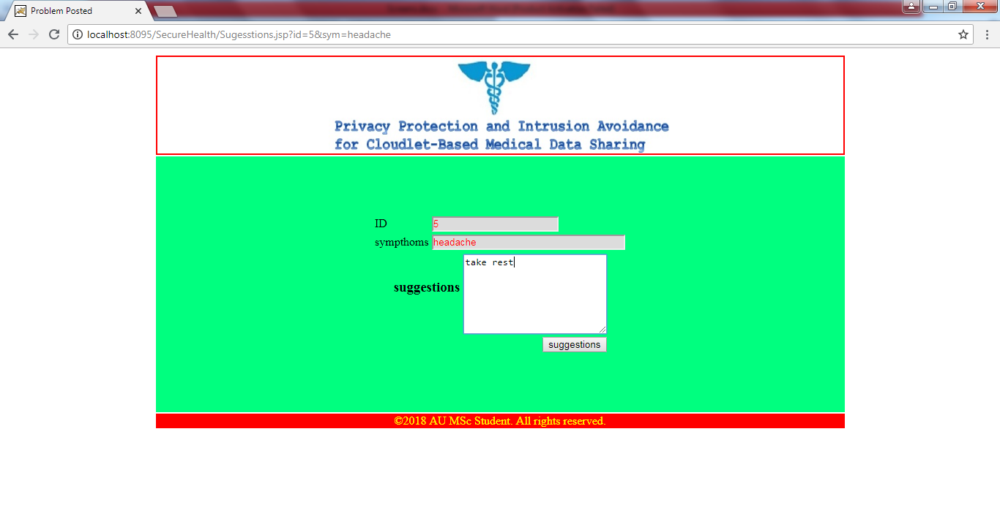 Problem Posted
localhost:8095/SecureHealth/Sugesstions.jsp?id=5&sym=headache
Privacy Protection and Intrusion Avoidance
for Cloudlet-Based Medical Data Sharing
ID 5
sympthoms headache
take rest
suggestions
suggestions
©2018 AU MSc Student. All rights reserved.